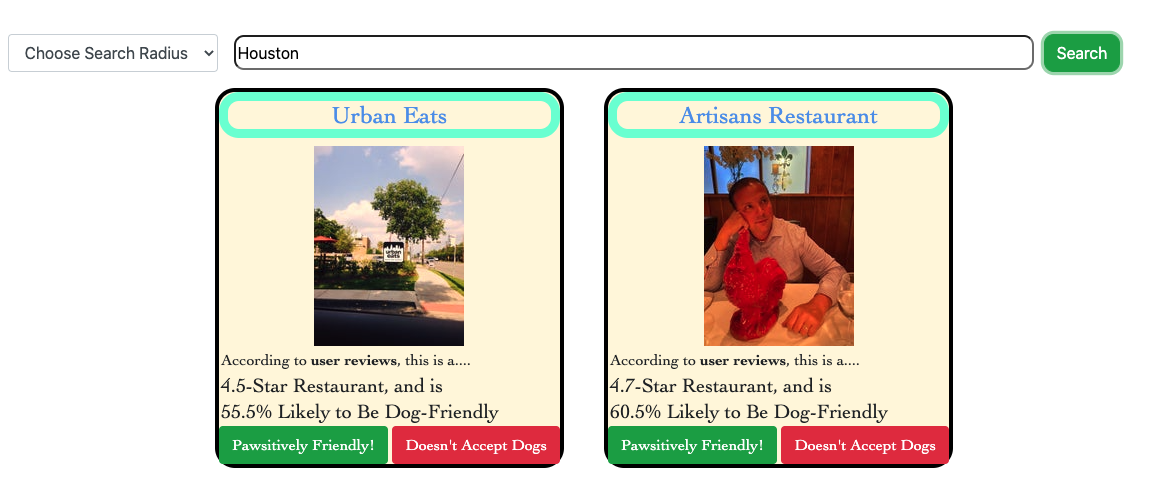 Choose Search Radius
Houston
Search
Urban Eats
urban
eats
According to user reviews, this is a....
4.5-Star Restaurant, and is
55.5% Likely to Be Dog-Friendly
Pawsitively Friendly!
Doesn't Accept Dogs
Artisans Restaurant
According to user reviews, this is a....
4.7-Star Restaurant, and is
60.5% Likely to Be Dog-Friendly
Pawsitively Friendly!
Doesn't Accept Dogs